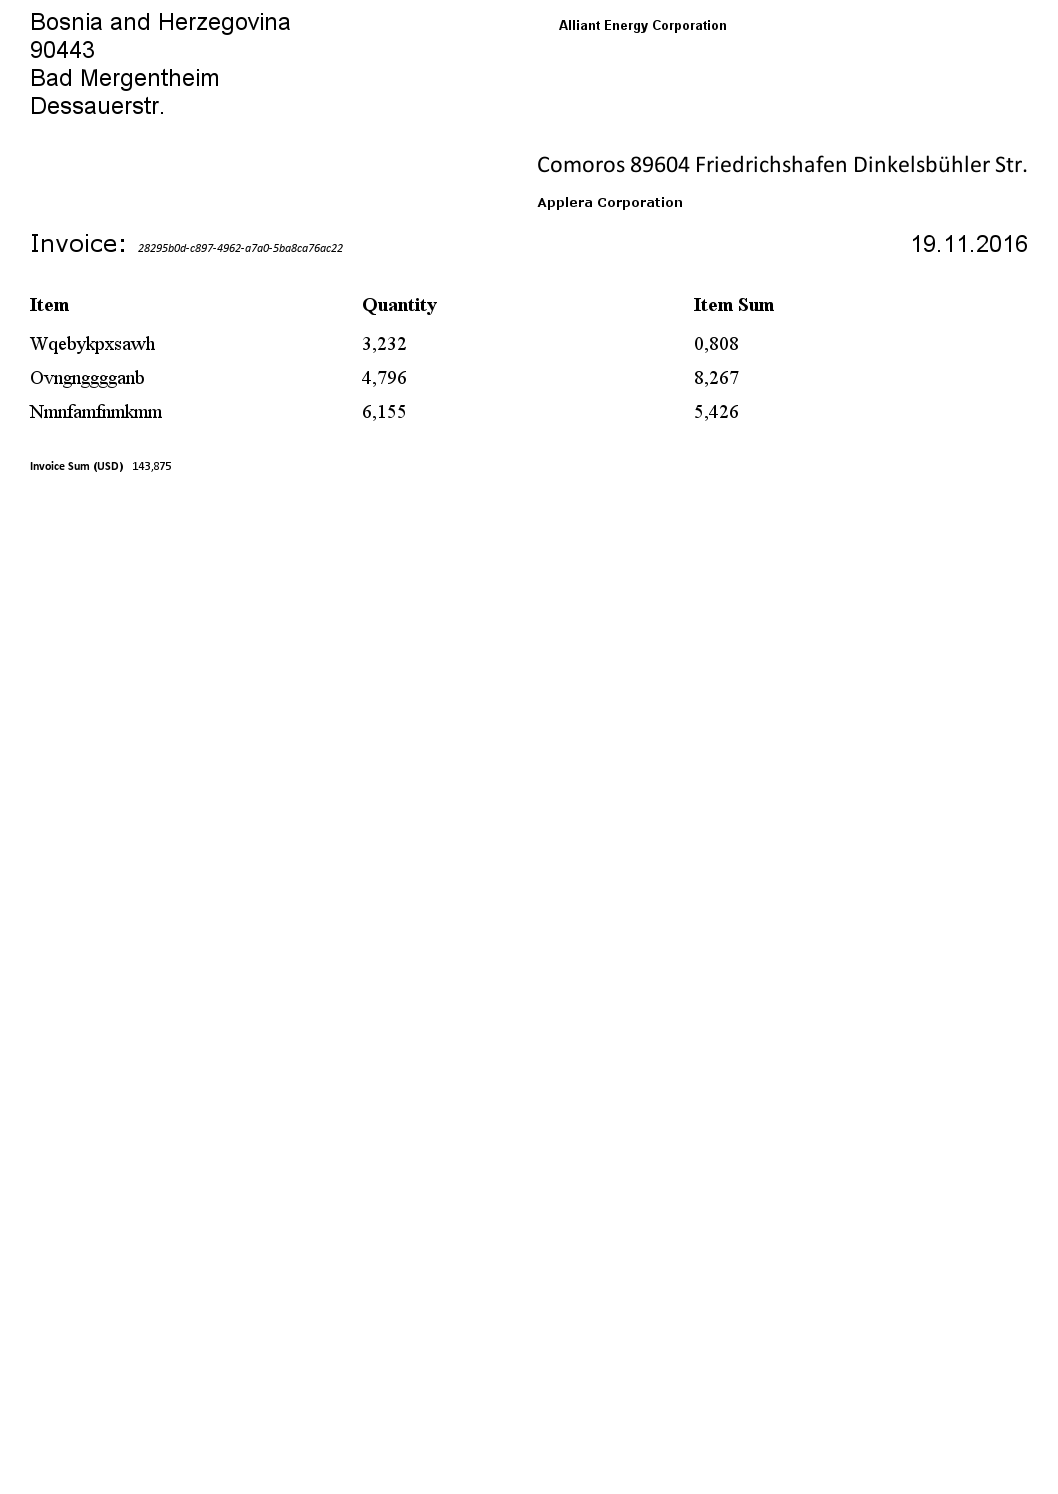 Bosnia and Herzegovina
90443
Bad Mergentheim
Dessauerstr.
Alliant Energy Corporation
Comoros 89604 Friedrichshafen Dinkelsbühler Str.
Applera Corporation
Invoice: 28295b0d-c897-4962-a7a0-5ba8ca76ac22 19.11.2016
Item Quantity Item Sum
Wqebykpxsawh 3,232 0,808
Ovngngggganb 4,796 8,267
Nmnfamfnmkmm 6,155 5,426
Invoice Sum (USD) 143,875